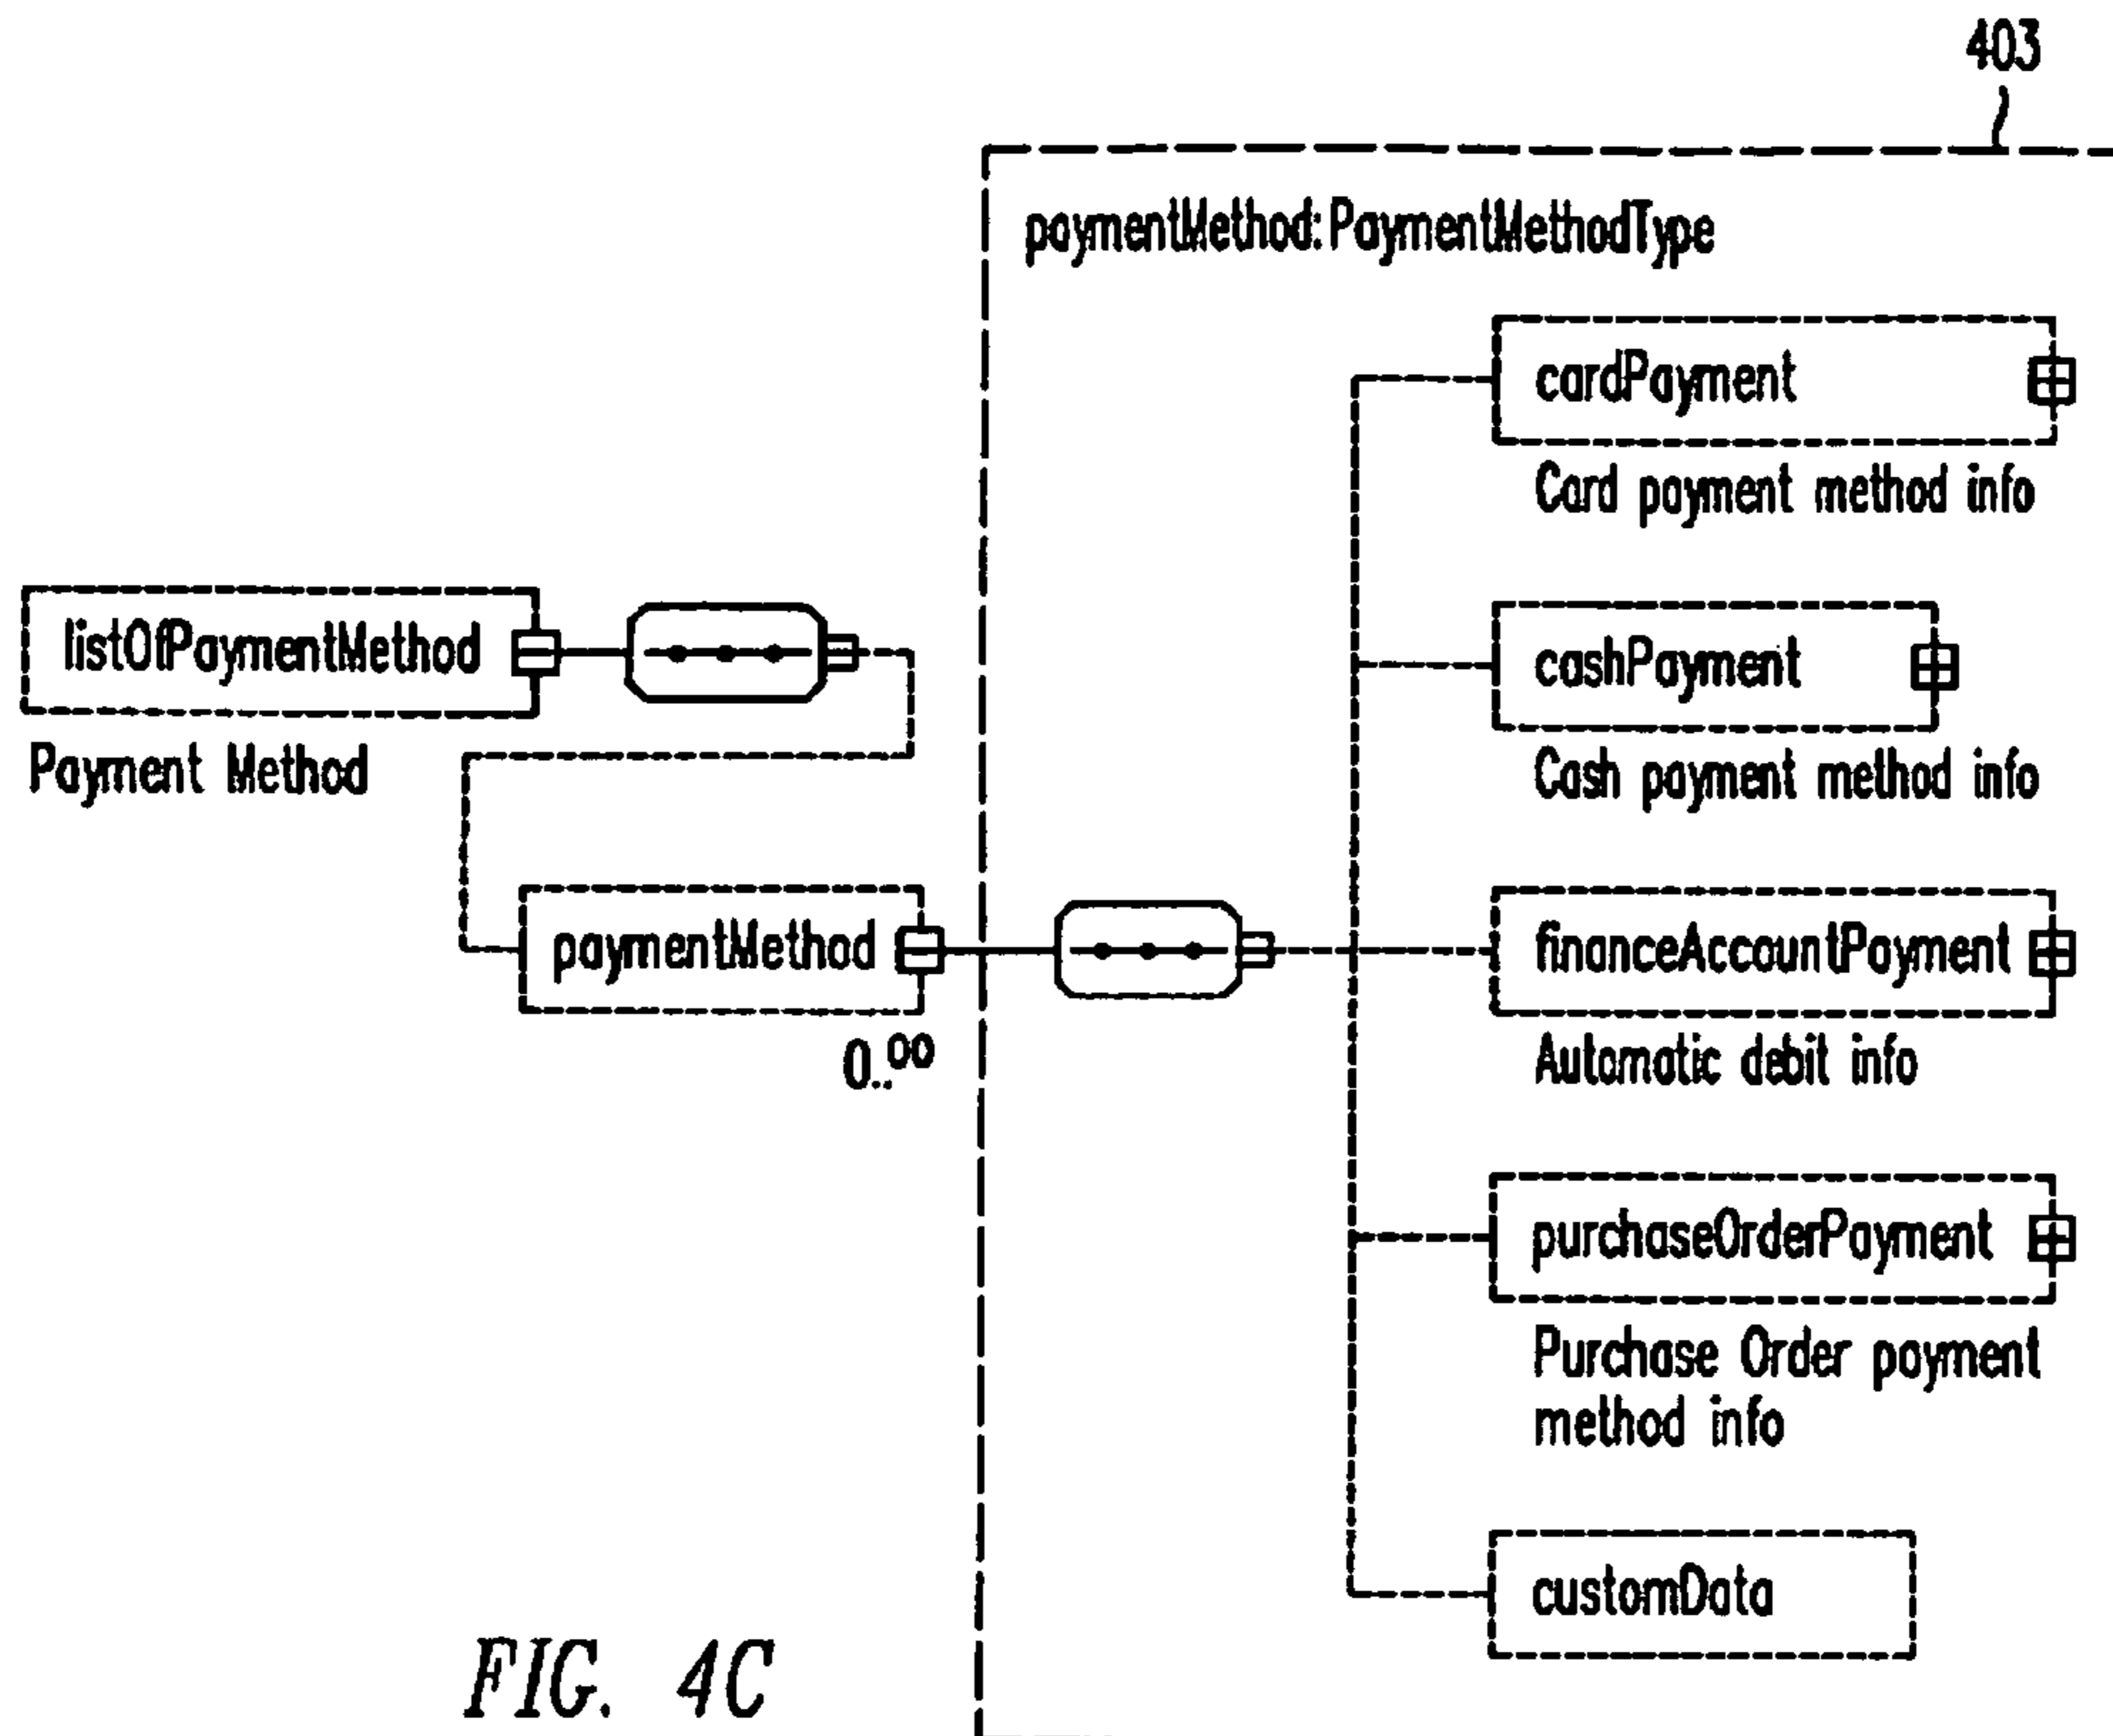 403
paymentMethod:PaymentMethodType
cardPayment
Card payment method info
listOfPaymentMethod
Payment Method
cashPayment
Cash payment method info
paymentMethod
0..∞
financeAccountPayment
Automatic debit info
purchaseOrderPayment
Purchase Order payment
method info
customData
FIG. 4C